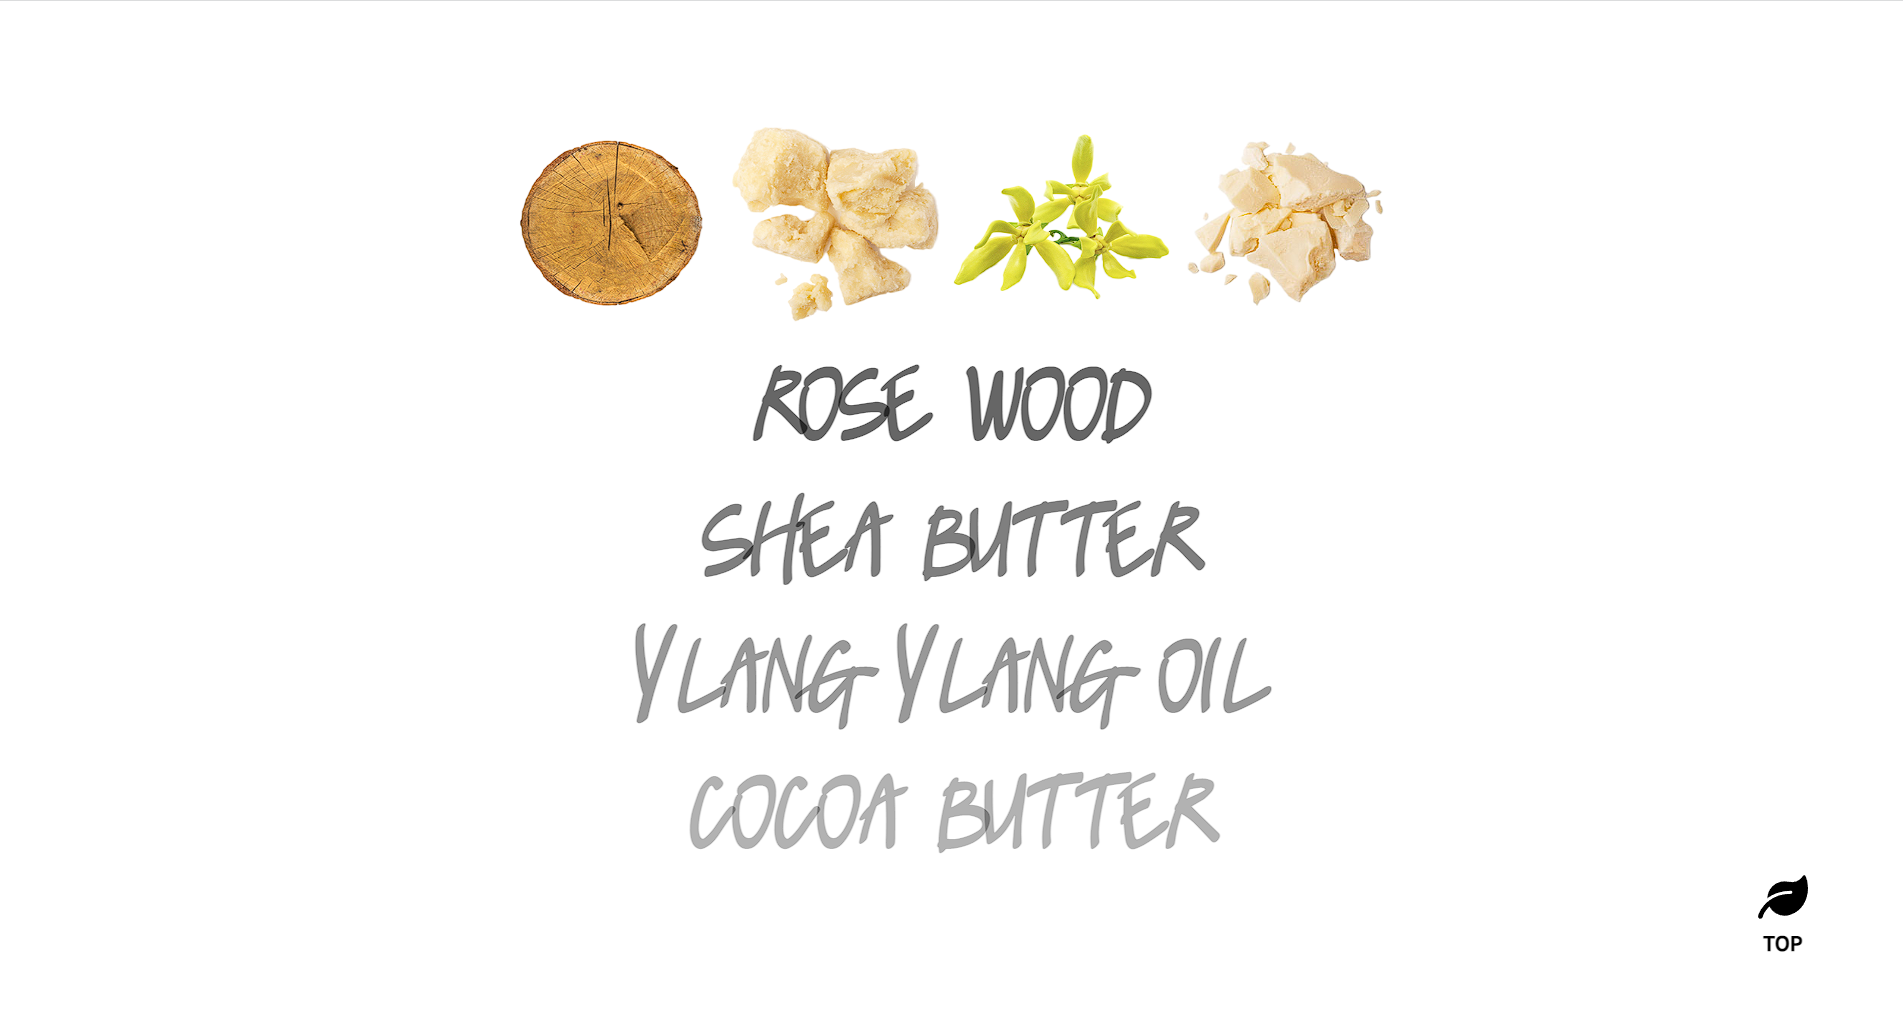 ROSE WOOD
SHEA BUTTER
YLANG YLANG OIL
COCOA BUTTER
TOP